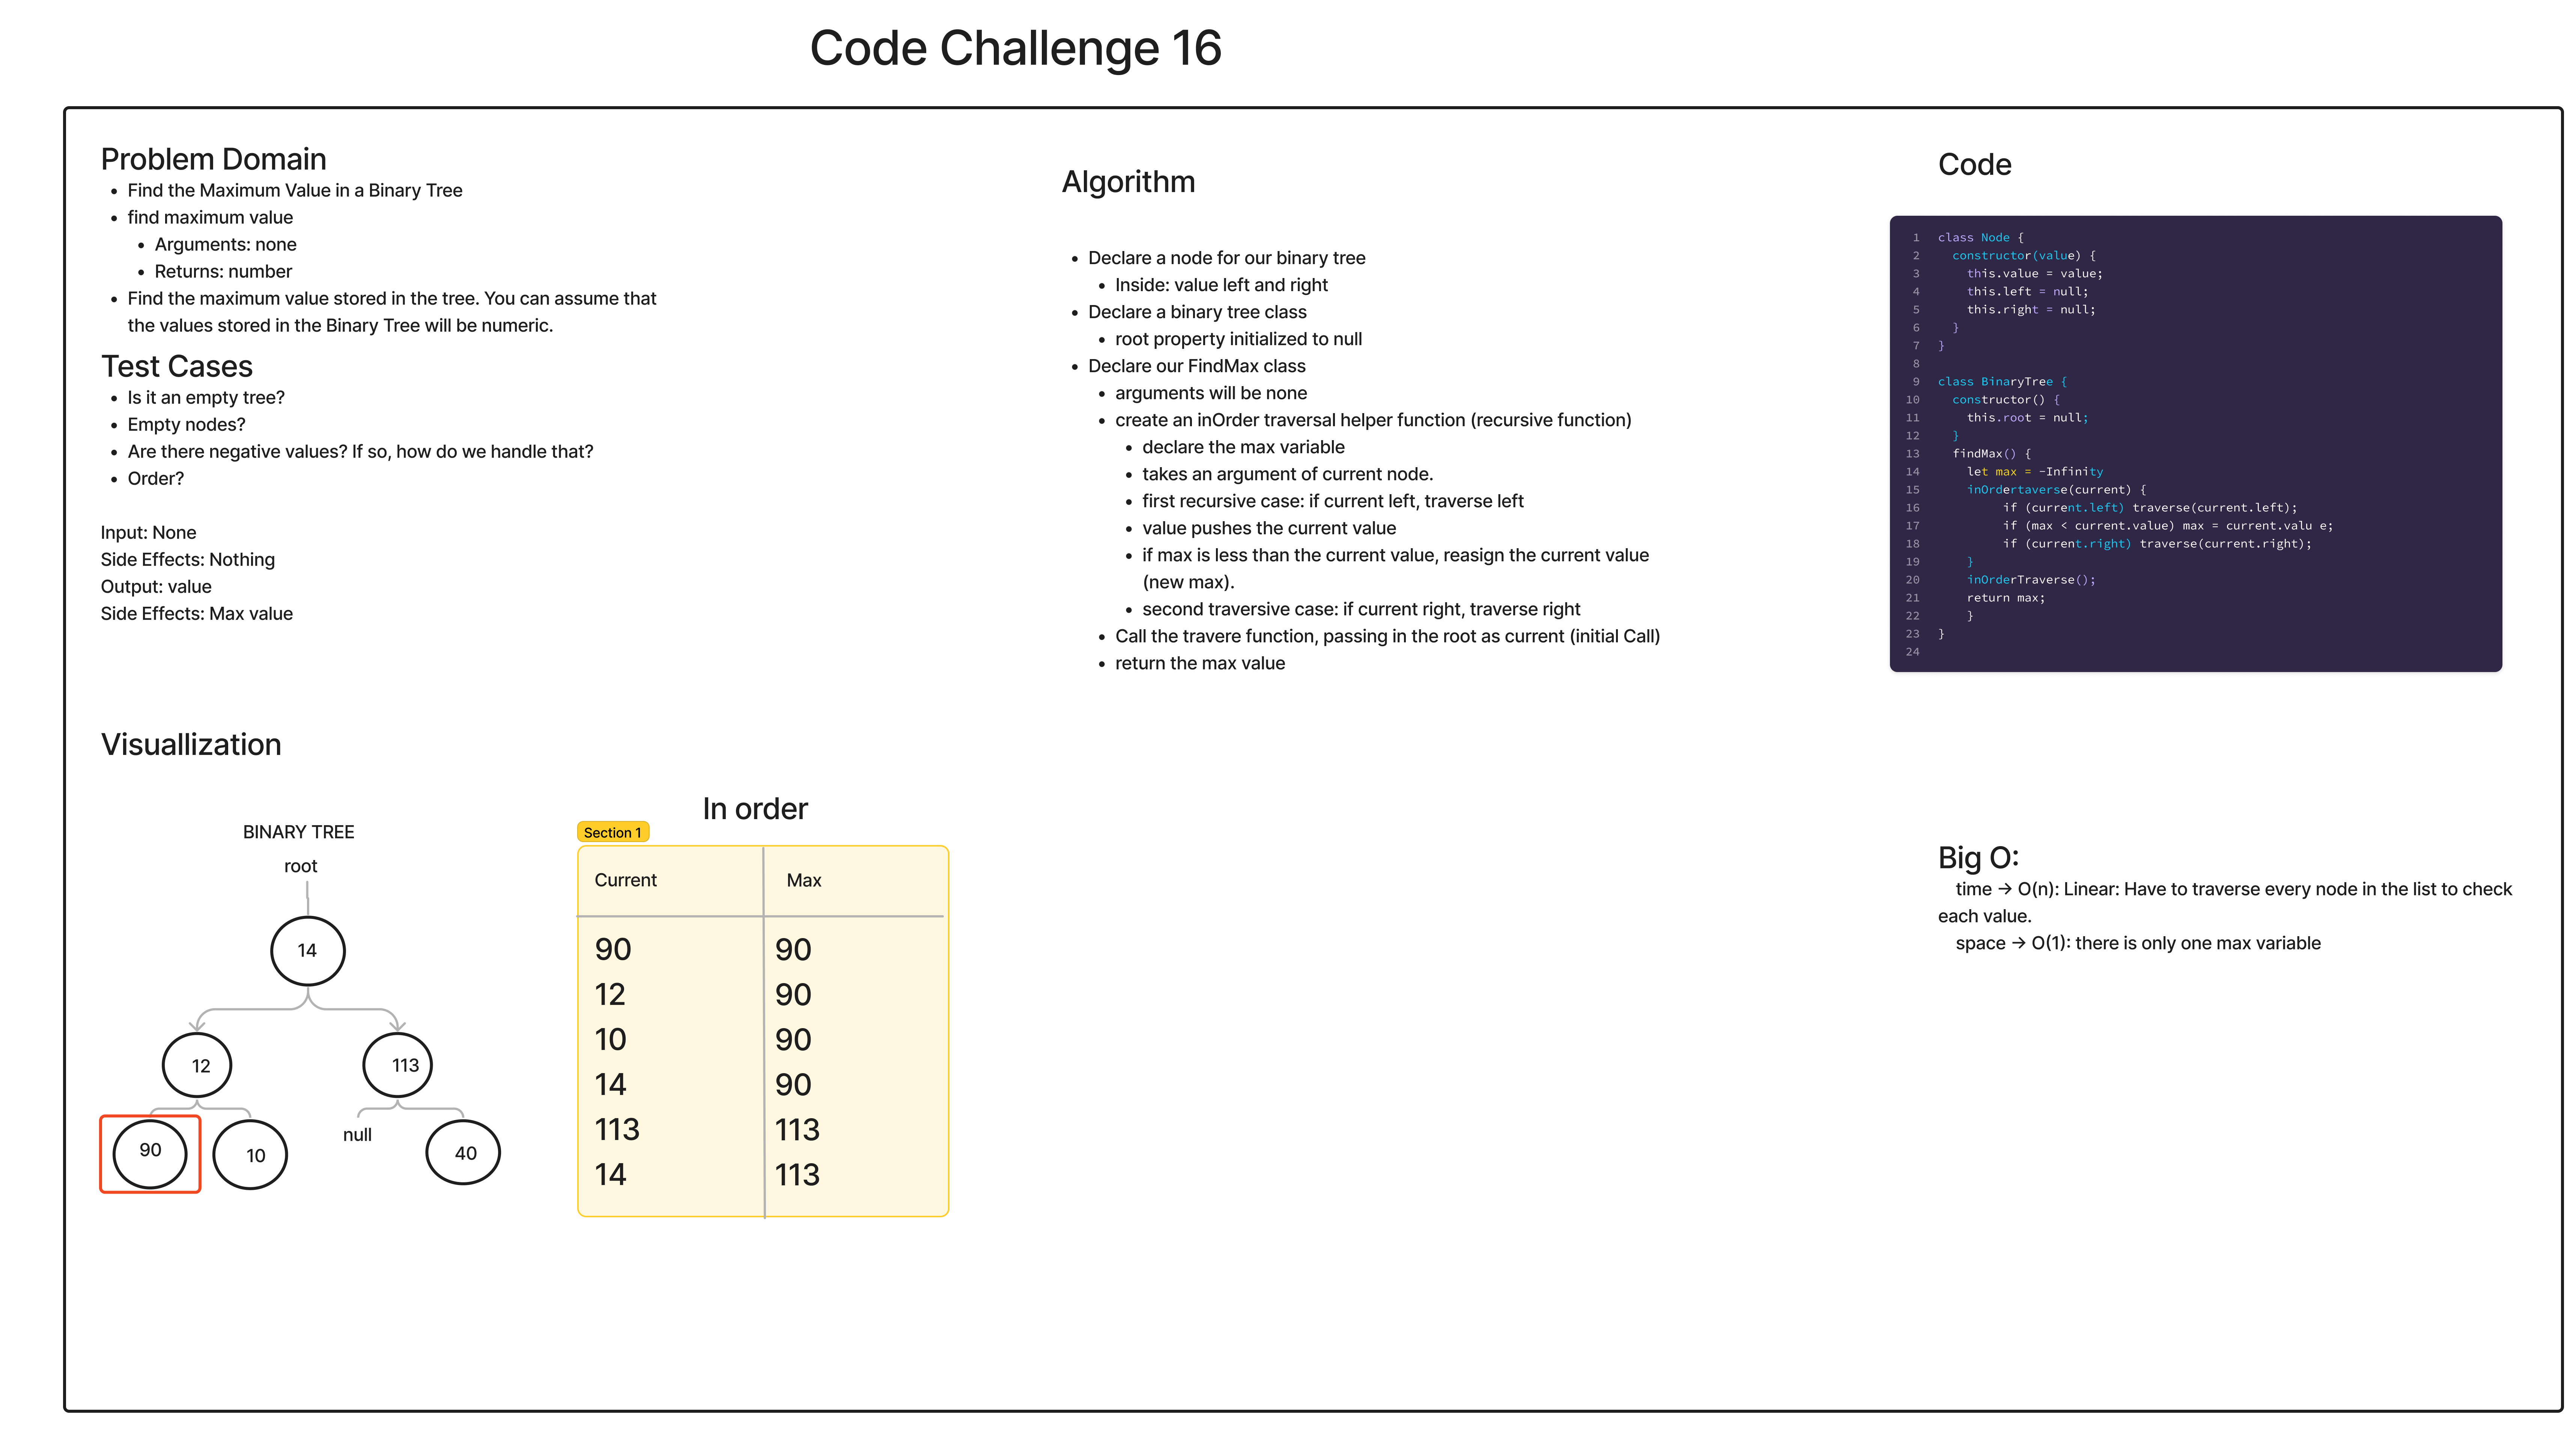 Code Challenge 16
Problem Domain
Find the Maximum Value in a Binary Tree
find maximum value
Arguments: none
Returns: number
Find the maximum value stored in the tree. You can assume that
the values stored in the Binary Tree will be numeric.
Test Cases
Is it an empty tree?
Empty nodes?
Are there negative values? If so, how do we handle that?
Order?
Input: None
Side Effects: Nothing
Output: value
Side Effects: Max value
Algorithm
Declare a node for our binary tree
Inside: value left and right
Declare a binary tree class
root property initialized to null
Declare our FindMax class
arguments will be none
create an inOrder traversal helper function (recursive function)
declare the max variable
takes an argument of current node.
first recursive case: if current left, traverse left
value pushes the current value
if max is less than the current value, reasign the current value
(new max).
second traversive case: if current right, traverse right
Call the travere function, passing in the root as current (initial Call)
return the max value
Code
1 class Node {
2 constructor(value) {
3 this.value = value;
4 this.left = null;
5 this.right = null;
6 }
7 }
8
9 class BinaryTree {
10 constructor() {
11 this.root = null;
12 }
13 findMax() {
14 let max = -Infinity
15 inOrdertaverse(current) {
16 if (current.left) traverse(current.left);
17 if (max < current.value) max = current.valu e;
18 if (current.right) traverse(current.right);
19 }
20 inOrderTraverse();
21 return max;
22 }
23 }
24
Visuallization
BINARY TREE
root
14
12
113
90
10
null
40
In order
Section 1
Current Max
90 90
12 90
10 90
14 90
113 113
14 113
Big O:
time → O(n): Linear: Have to traverse every node in the list to check
each value.
space → O(1): there is only one max variable